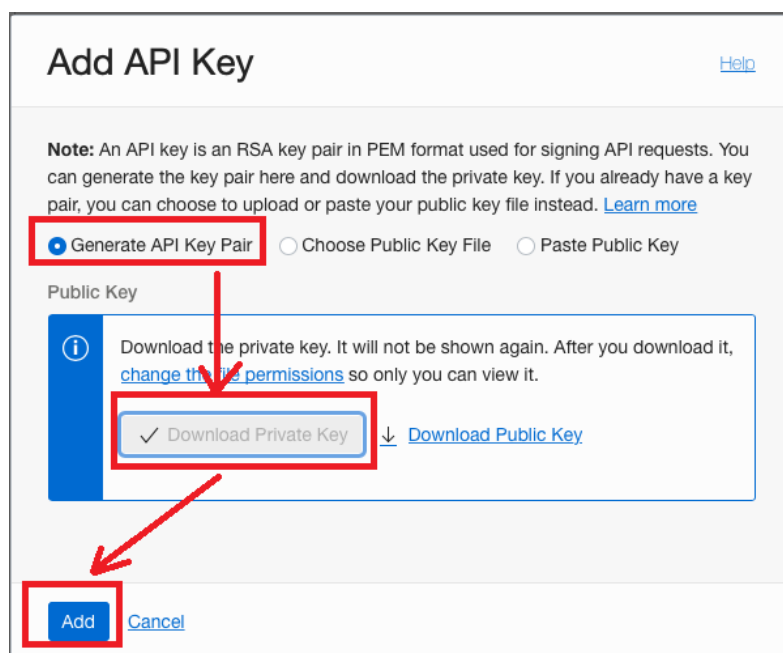 Add API Key
Help
Note: An API key is an RSA key pair in PEM format used for signing API requests. You
can generate the key pair here and download the private key. If you already have a key
pair, you can choose to upload or paste your public key file instead. Learn more
Generate API Key Pair Choose Public Key File Paste Public Key
Public Key
Download the private key. It will not be shown again. After you download it,
change the file permissions so only you can view it.
Download Private Key Download Public Key
Add Cancel